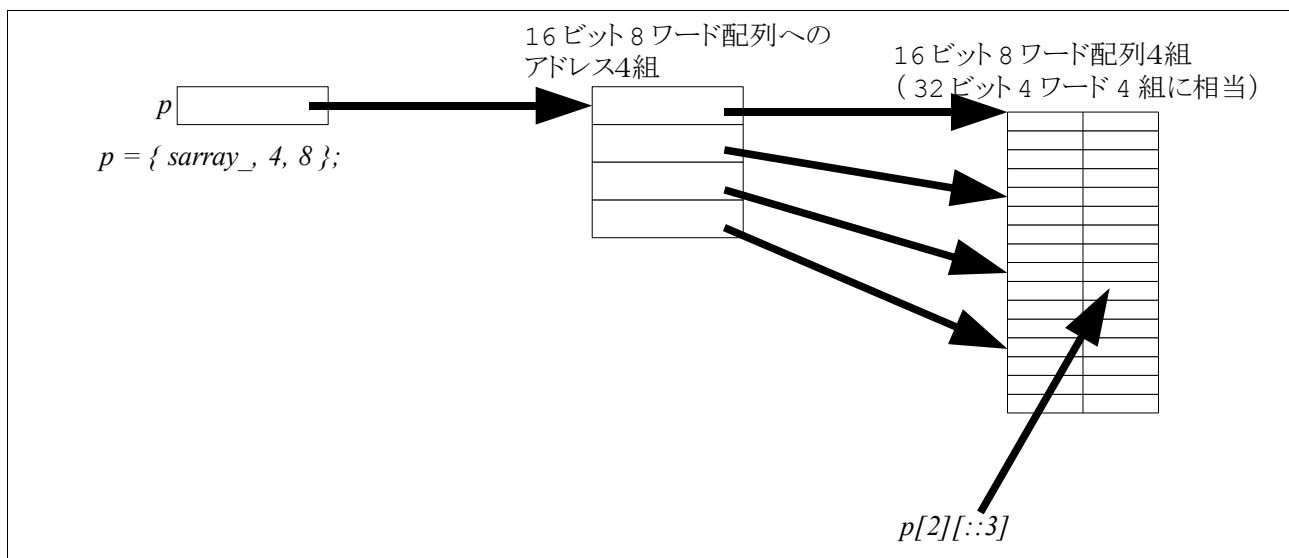 16ビット8ワード配列への
アドレス4組
16ビット8ワード配列4組
(32ビット4ワード4組に相当)
p
p = { sarray_, 4, 8 };
p[2][::3]